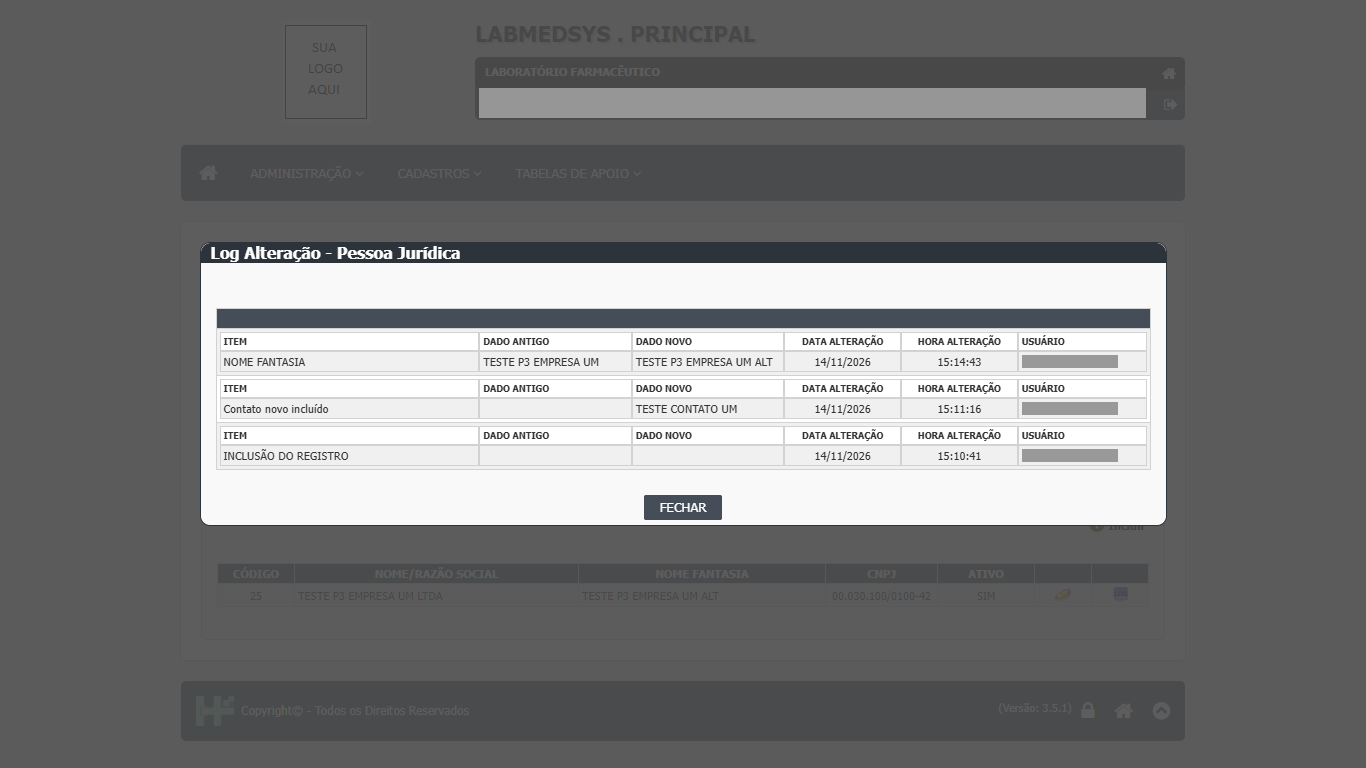 SUA
LOGO
AQUI
LABMEDSYS . PRINCIPAL
LABORATÓRIO FARMACÊUTICO
ADMINISTRAÇÃO CADASTROS TABELAS DE APOIO
Log Alteração - Pessoa Jurídica
ITEM DADO ANTIGO DADO NOVO DATA ALTERAÇÃO HORA ALTERAÇÃO USUÁRIO
NOME FANTASIA TESTE P3 EMPRESA UM TESTE P3 EMPRESA UM ALT 14/11/2026 15:14:43
ITEM DADO ANTIGO DADO NOVO DATA ALTERAÇÃO HORA ALTERAÇÃO USUÁRIO
Contato novo incluído TESTE CONTATO UM 14/11/2026 15:11:16
ITEM DADO ANTIGO DADO NOVO DATA ALTERAÇÃO HORA ALTERAÇÃO USUÁRIO
INCLUSÃO DO REGISTRO 14/11/2026 15:10:41
FECHAR
Incluir
CÓDIGO NOME/RAZÃO SOCIAL NOME FANTASIA CNPJ ATIVO
25 TESTE P3 EMPRESA UM LTDA TESTE P3 EMPRESA UM ALT 00.030.100/0100-42 SIM
Copyright© - Todos os Direitos Reservados
(Versão: 3.5.1)